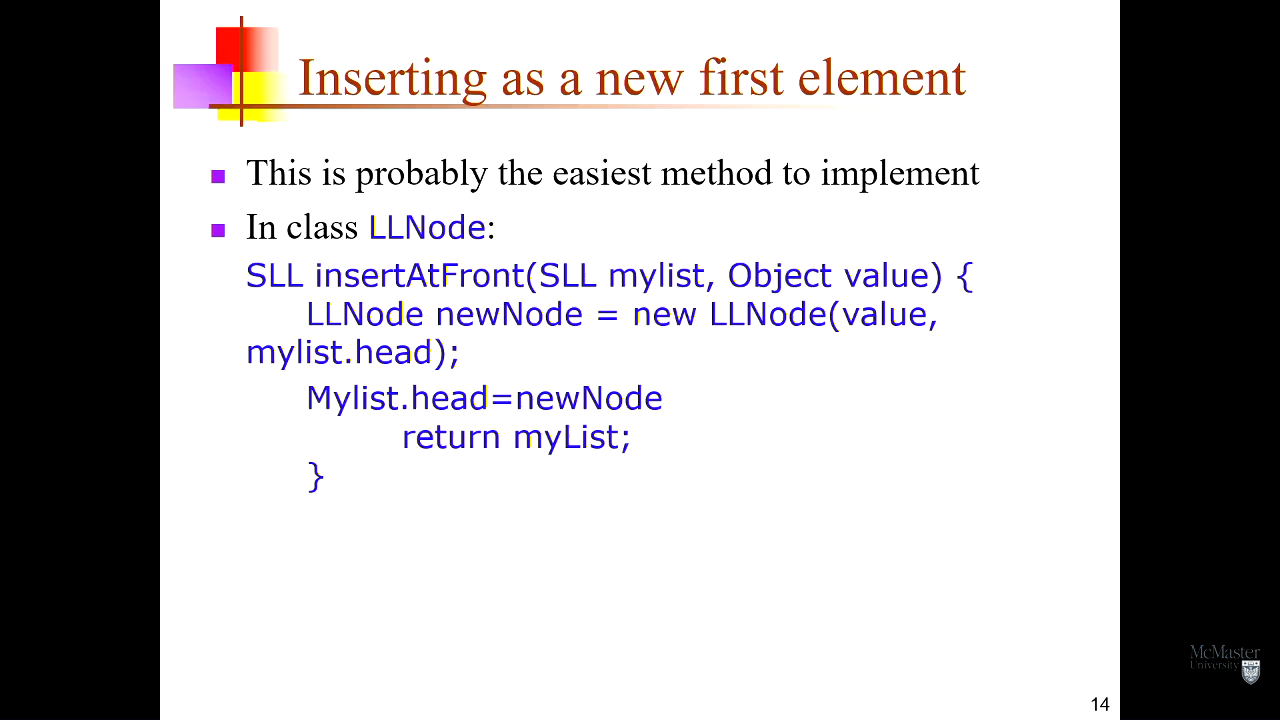 Inserting as a new first element
This is probably the easiest method to implement
In class LLNode:
SLL insertAtFront(SLL mylist, Object value) {
LLNode newNode = new LLNode(value,
mylist.head);
Mylist.head=newNode
return myList;
}
McMaster
University
14